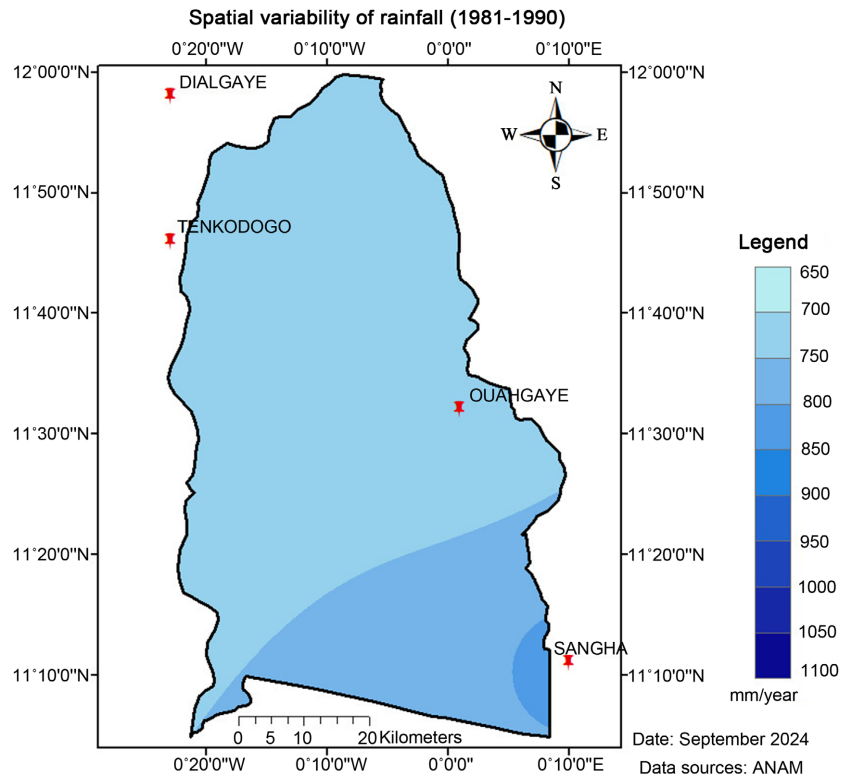 Spatial variability of rainfall (1981-1990)
0˚20'0"W 0˚10'0"W 0˚0'0" 0˚10'0"E
12˚00'0"N 12˚00'0"N
DIALGAYE
N
W E
S
11˚50'0"N 11˚50'0"N
TENKODOGO
Legend
650
700
750
800
850
900
950
1000
1050
1100
mm/year
11˚40'0"N 11˚40'0"N
OUAHGAYE
11˚30'0"N 11˚30'0"N
11˚20'0"N 11˚20'0"N
SANGHA
11˚10'0"N 11˚10'0"N
0 5 10 20 Kilometers
0˚20'0"W 0˚10'0"W 0˚0'0" 0˚10'0"E
Date: September 2024
Data sources: ANAM